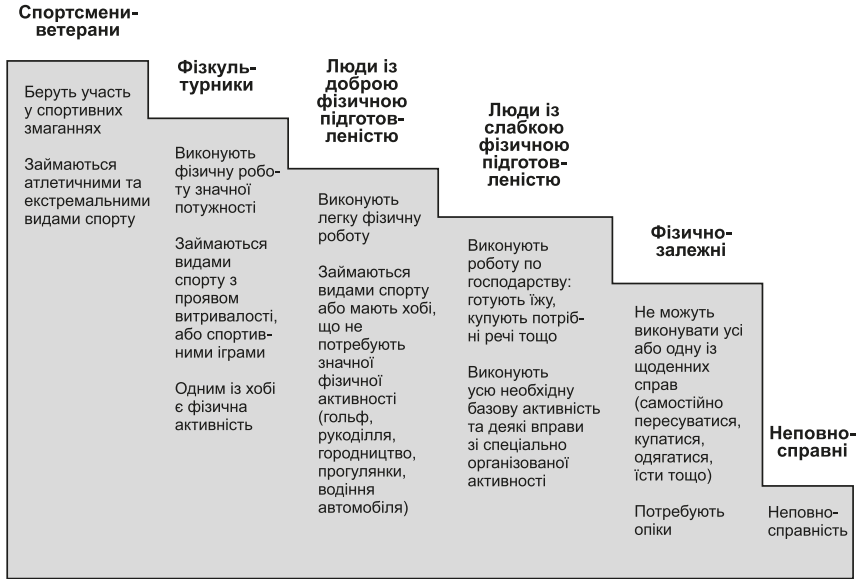 Спортсмени-
ветерани
Беруть участь
у спортивних
змаганнях
Займаються
атлетичними та
екстремальними
видами спорту
Фізкуль-
турники
Виконують
фізичну робо-
ту значної
потужності
Займаються
видами
спорту з
проявом
витривалості,
або спортив-
ними іграми
Одним із хобі
є фізична
активність
Люди із
доброю
фізичною
підготов-
леністю
Виконують
легку фізичну
роботу
Займаються
видами спорту
або мають хобі,
що не
потребують
значної
фізичної
активності
(гольф,
рукоділля,
городництво,
прогулянки,
водіння
автомобіля)
Люди із
слабкою
фізичною
підготов-
леністю
Виконують
роботу по
господарству:
готують їжу,
купують потріб-
ні речі тощо
Виконують
усю необхідну
базову активність
та деякі вправи
зі спеціально
організованої
активності
Фізично-
залежні
Не можуть
виконувати усі
або одну із
щоденних
справ
(самостійно
пересуватися,
купатися,
одягатися,
їсти тощо)
Потребують
опіки
Неповно-
справні
Неповно-
справність